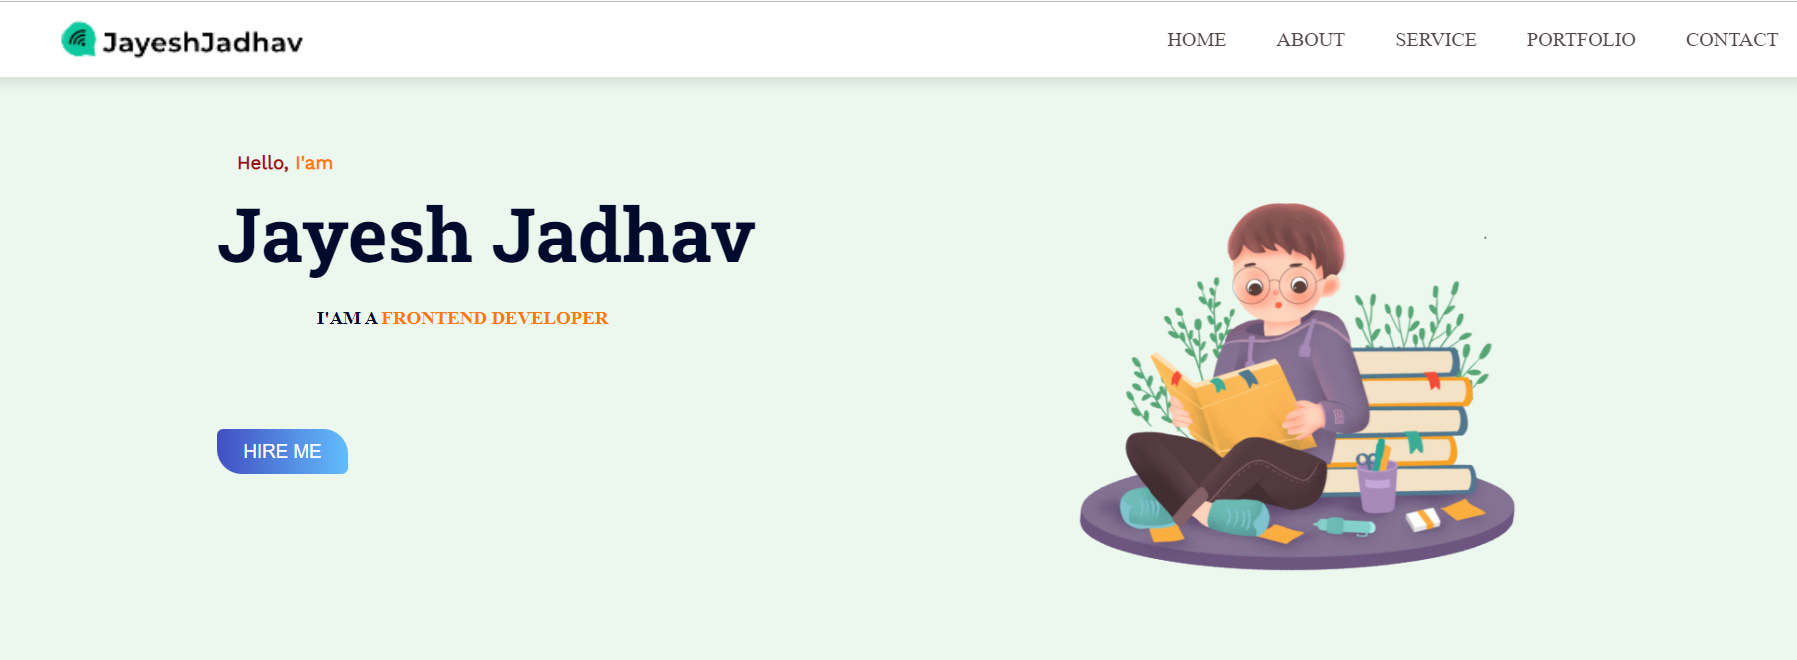 JayeshJadhav
HOME ABOUT SERVICE PORTFOLIO CONTACT
Hello, I'am
Jayesh Jadhav
I'AM A FRONTEND DEVELOPER
HIRE ME